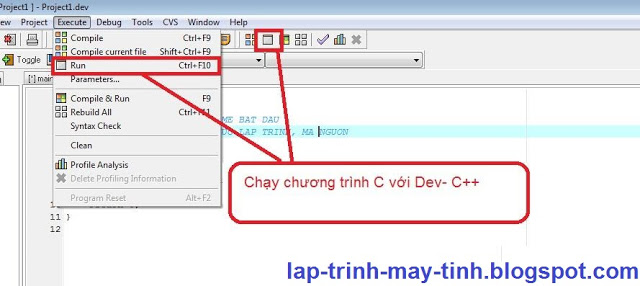 Project1 ] - Project1.dev
View Project Execute Debug Tools CVS Window Help
Compile Ctrl+F9
Compile current file Shift+Ctrl+F9
Run Ctrl+F10
Parameters...
Compile & Run F9
Rebuild All Ctrl+F11
Syntax Check
Clean
Profile Analysis
Delete Profiling Information
Program Reset Alt+F2
Toggle
ME BAT DAU
LAP TRINH, MA NGUON
Chạy chương trình C với Dev- C++
11 }
12
lap-trinh-may-tinh.blogspot.com